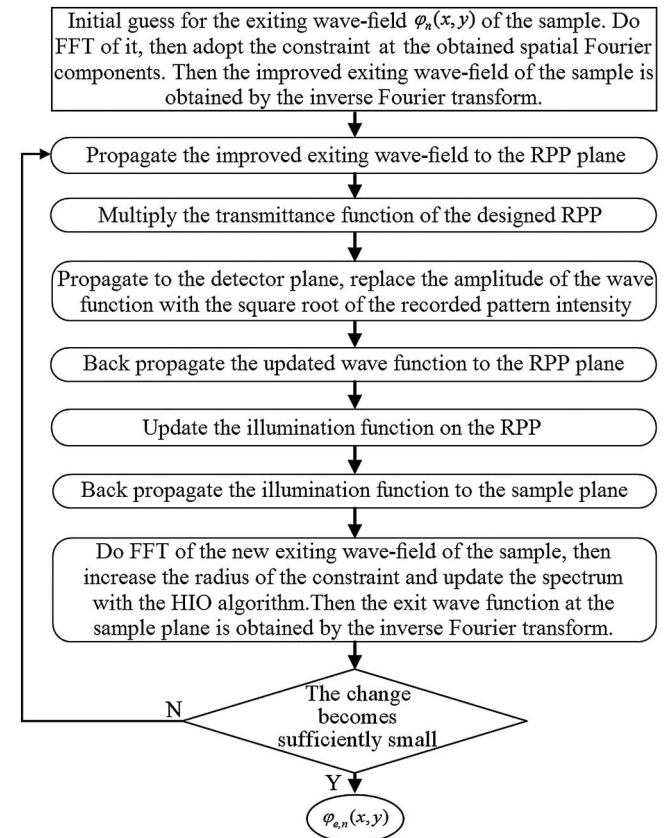 Initial guess for the exiting wave-field φₙ(x, y) of the sample. Do
FFT of it, then adopt the constraint at the obtained spatial Fourier
components. Then the improved exiting wave-field of the sample is
obtained by the inverse Fourier transform.
Propagate the improved exiting wave-field to the RPP plane
Multiply the transmittance function of the designed RPP
Propagate to the detector plane, replace the amplitude of the wave
function with the square root of the recorded pattern intensity
Back propagate the updated wave function to the RPP plane
Update the illumination function on the RPP
Back propagate the illumination function to the sample plane
Do FFT of the new exiting wave-field of the sample, then
increase the radius of the constraint and update the spectrum
with the HIO algorithm.Then the exit wave function at the
sample plane is obtained by the inverse Fourier transform.
N
The change
becomes
sufficiently small
Y
φₑ,ₙ(x,y)